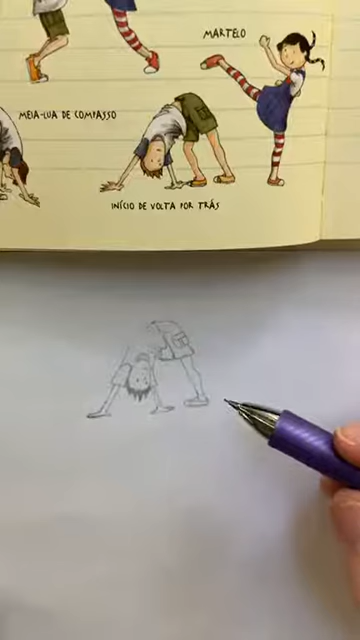 MARTELO
MEIA-LUA DE COMPASSO
INÍCIO DE VOLTA POR TRÁS